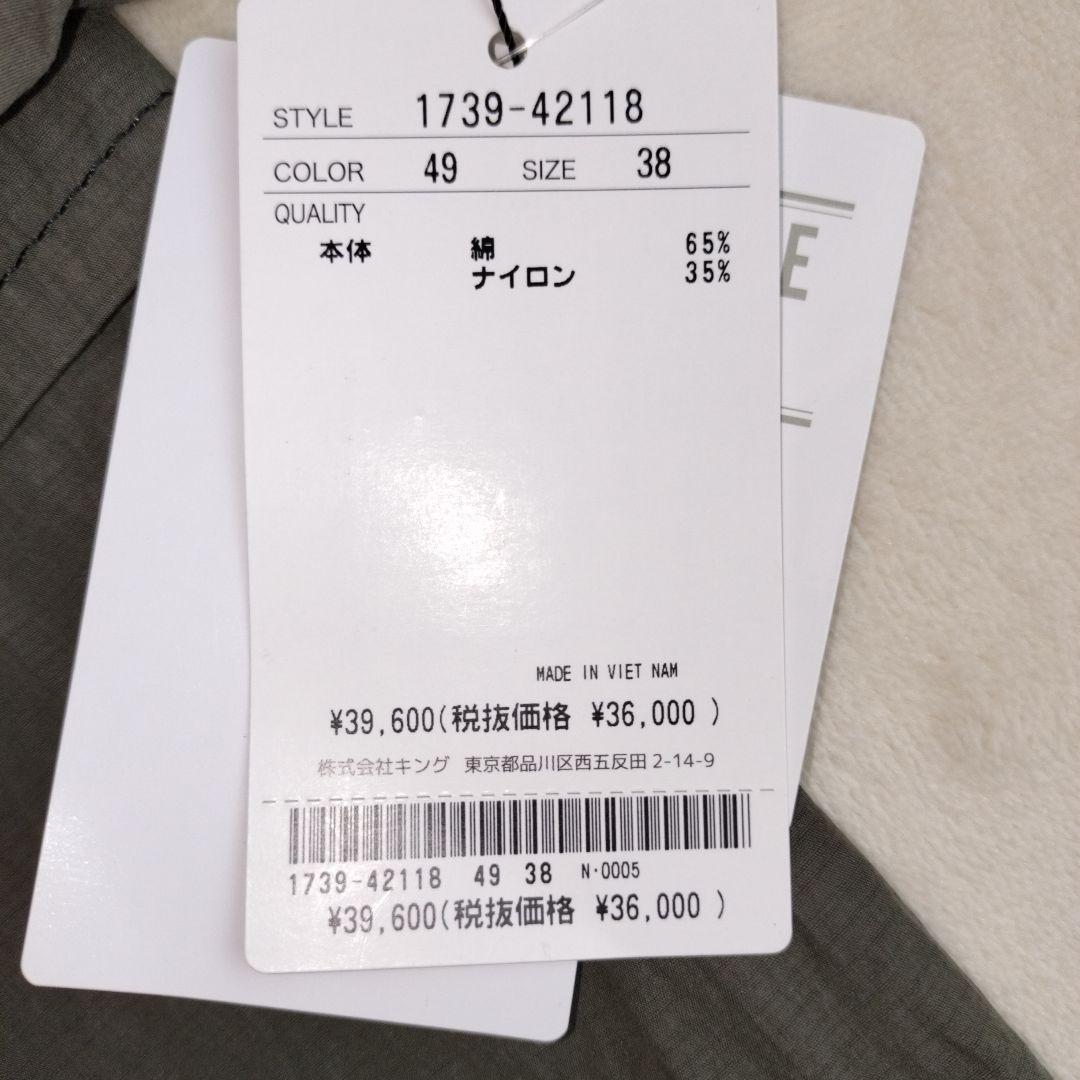 STYLE 1739-42118
COLOR 49 SIZE 38
QUALITY
本体 綿 65%
ナイロン 35%
E
MADE IN VIET NAM
¥39,600(税抜価格 ¥36,000 )
株式会社キング 東京都品川区西五反田 2-14-9
1739-42118 49 38 N·0005
¥39,600(税抜価格 ¥36,000 )